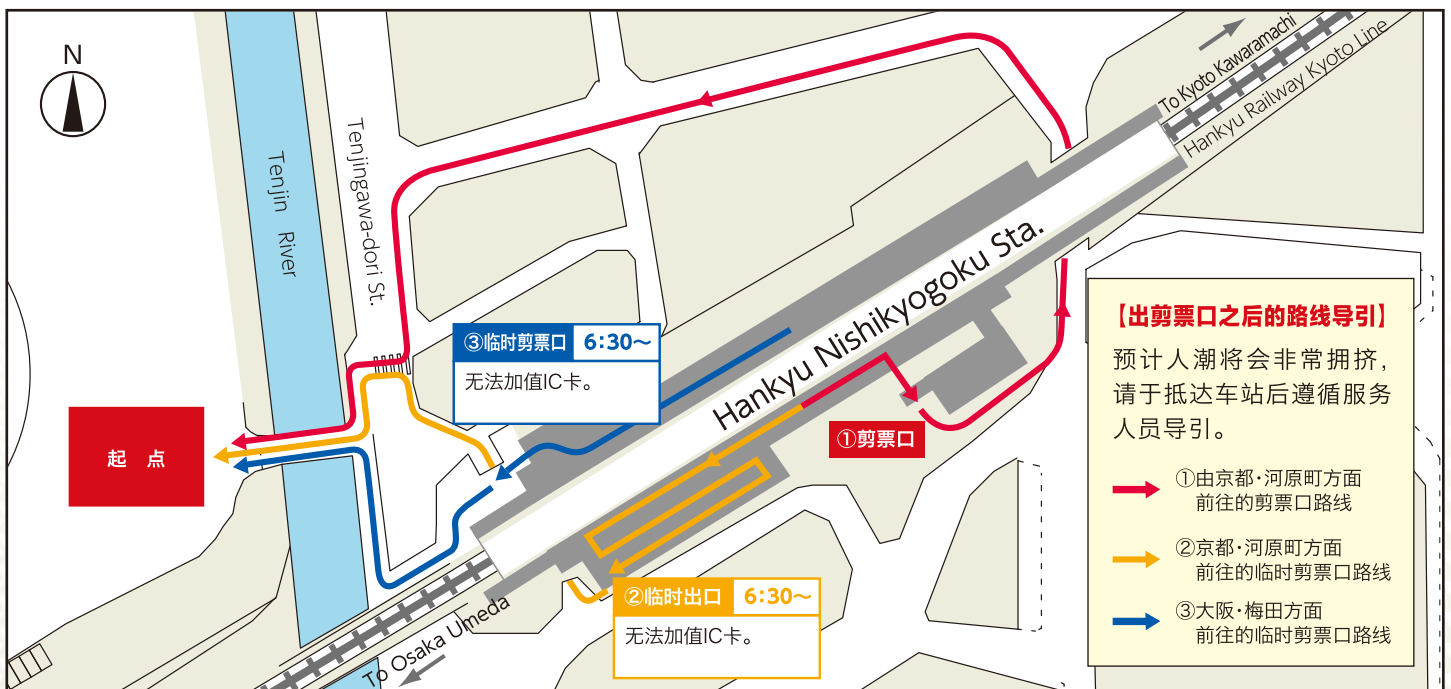 N
Tenjin River
Tenjingawa-dori St.
To Kyoto Kawaramachi
Hankyu Railway Kyoto Line
Hankyu Nishikyogoku Sta.
③临时剪票口 6:30～
无法加值IC卡。
①剪票口
起 点
②临时出口 6:30～
无法加值IC卡。
To Osaka Umeda
【出剪票口之后的路线导引】
预计人潮将会非常拥挤，
请于抵达车站后遵循服务
人员导引。
①由京都·河原町方面
前往的剪票口路线
②京都·河原町方面
前往的临时剪票口路线
③大阪·梅田方面
前往的临时剪票口路线